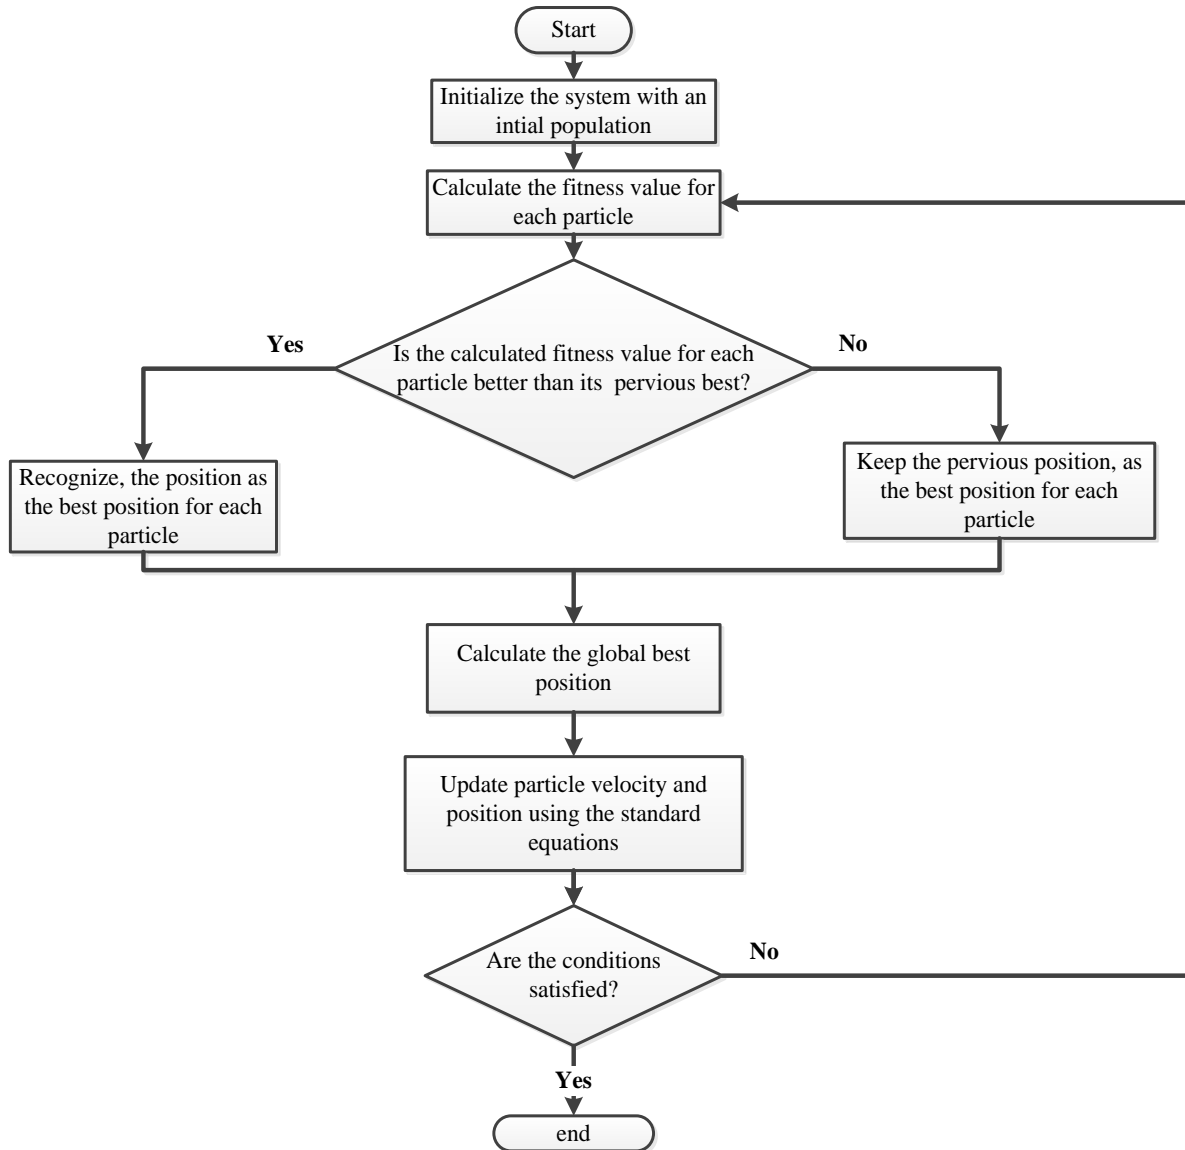 Start
Initialize the system with an
intial population
Calculate the fitness value for
each particle
Yes
No
Is the calculated fitness value for each
particle better than its pervious best?
Recognize, the position as
the best position for each
particle
Keep the pervious position, as
the best position for each
particle
Calculate the global best
position
Update particle velocity and
position using the standard
equations
Are the conditions
satisfied?
No
Yes
end